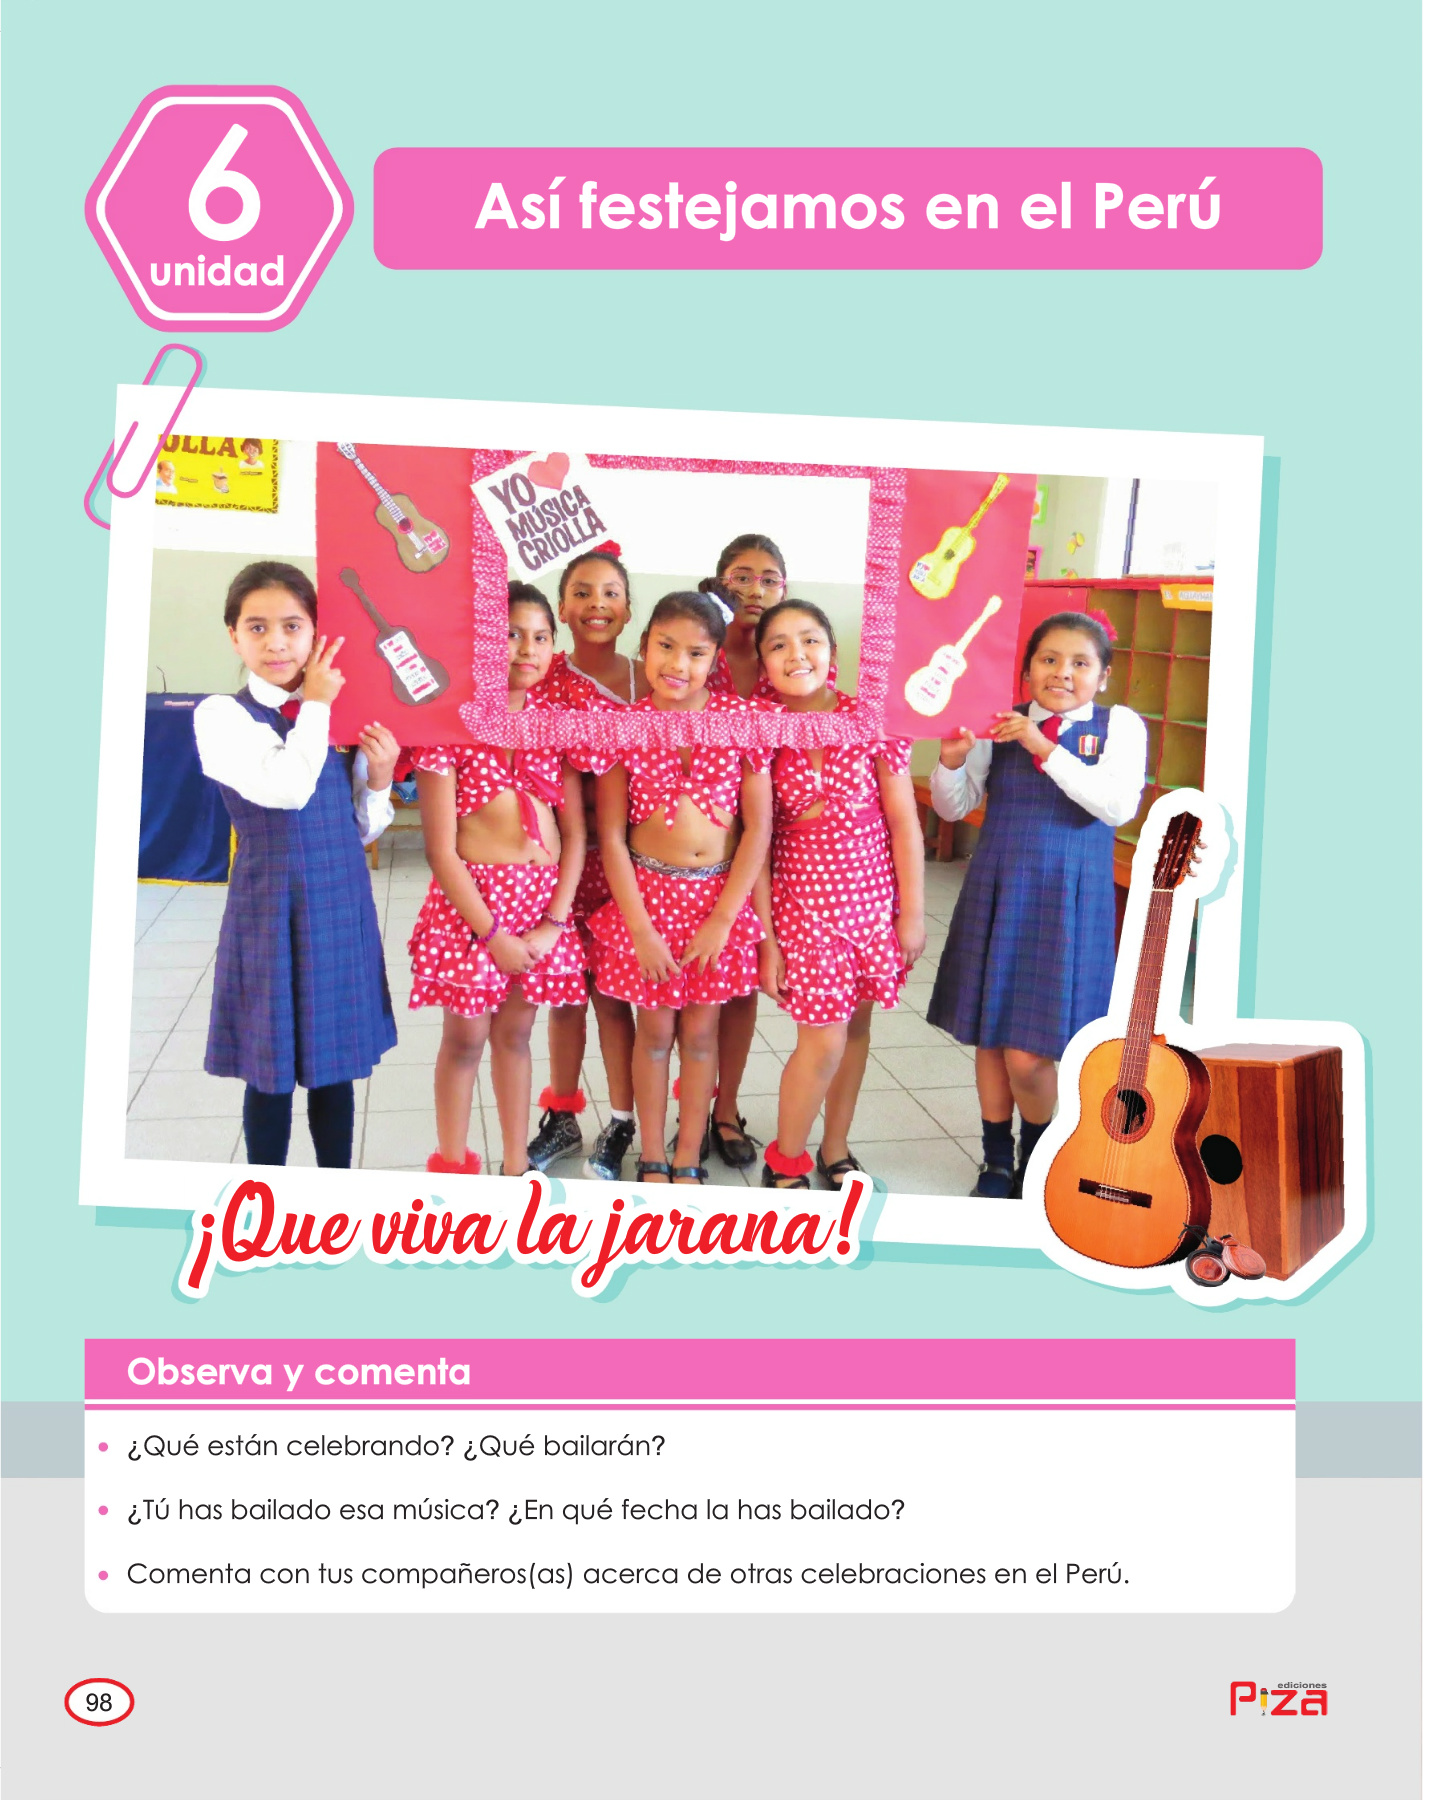 6
unidad
Así festejamos en el Perú
OLLA
YO
MÚSICA
CRIOLLA
¡Que viva la jarana!
Observa y comenta
• ¿Qué están celebrando? ¿Qué bailarán?
• ¿Tú has bailado esa música? ¿En qué fecha la has bailado?
• Comenta con tus compañeros(as) acerca de otras celebraciones en el Perú.
98
ediciones
Piza